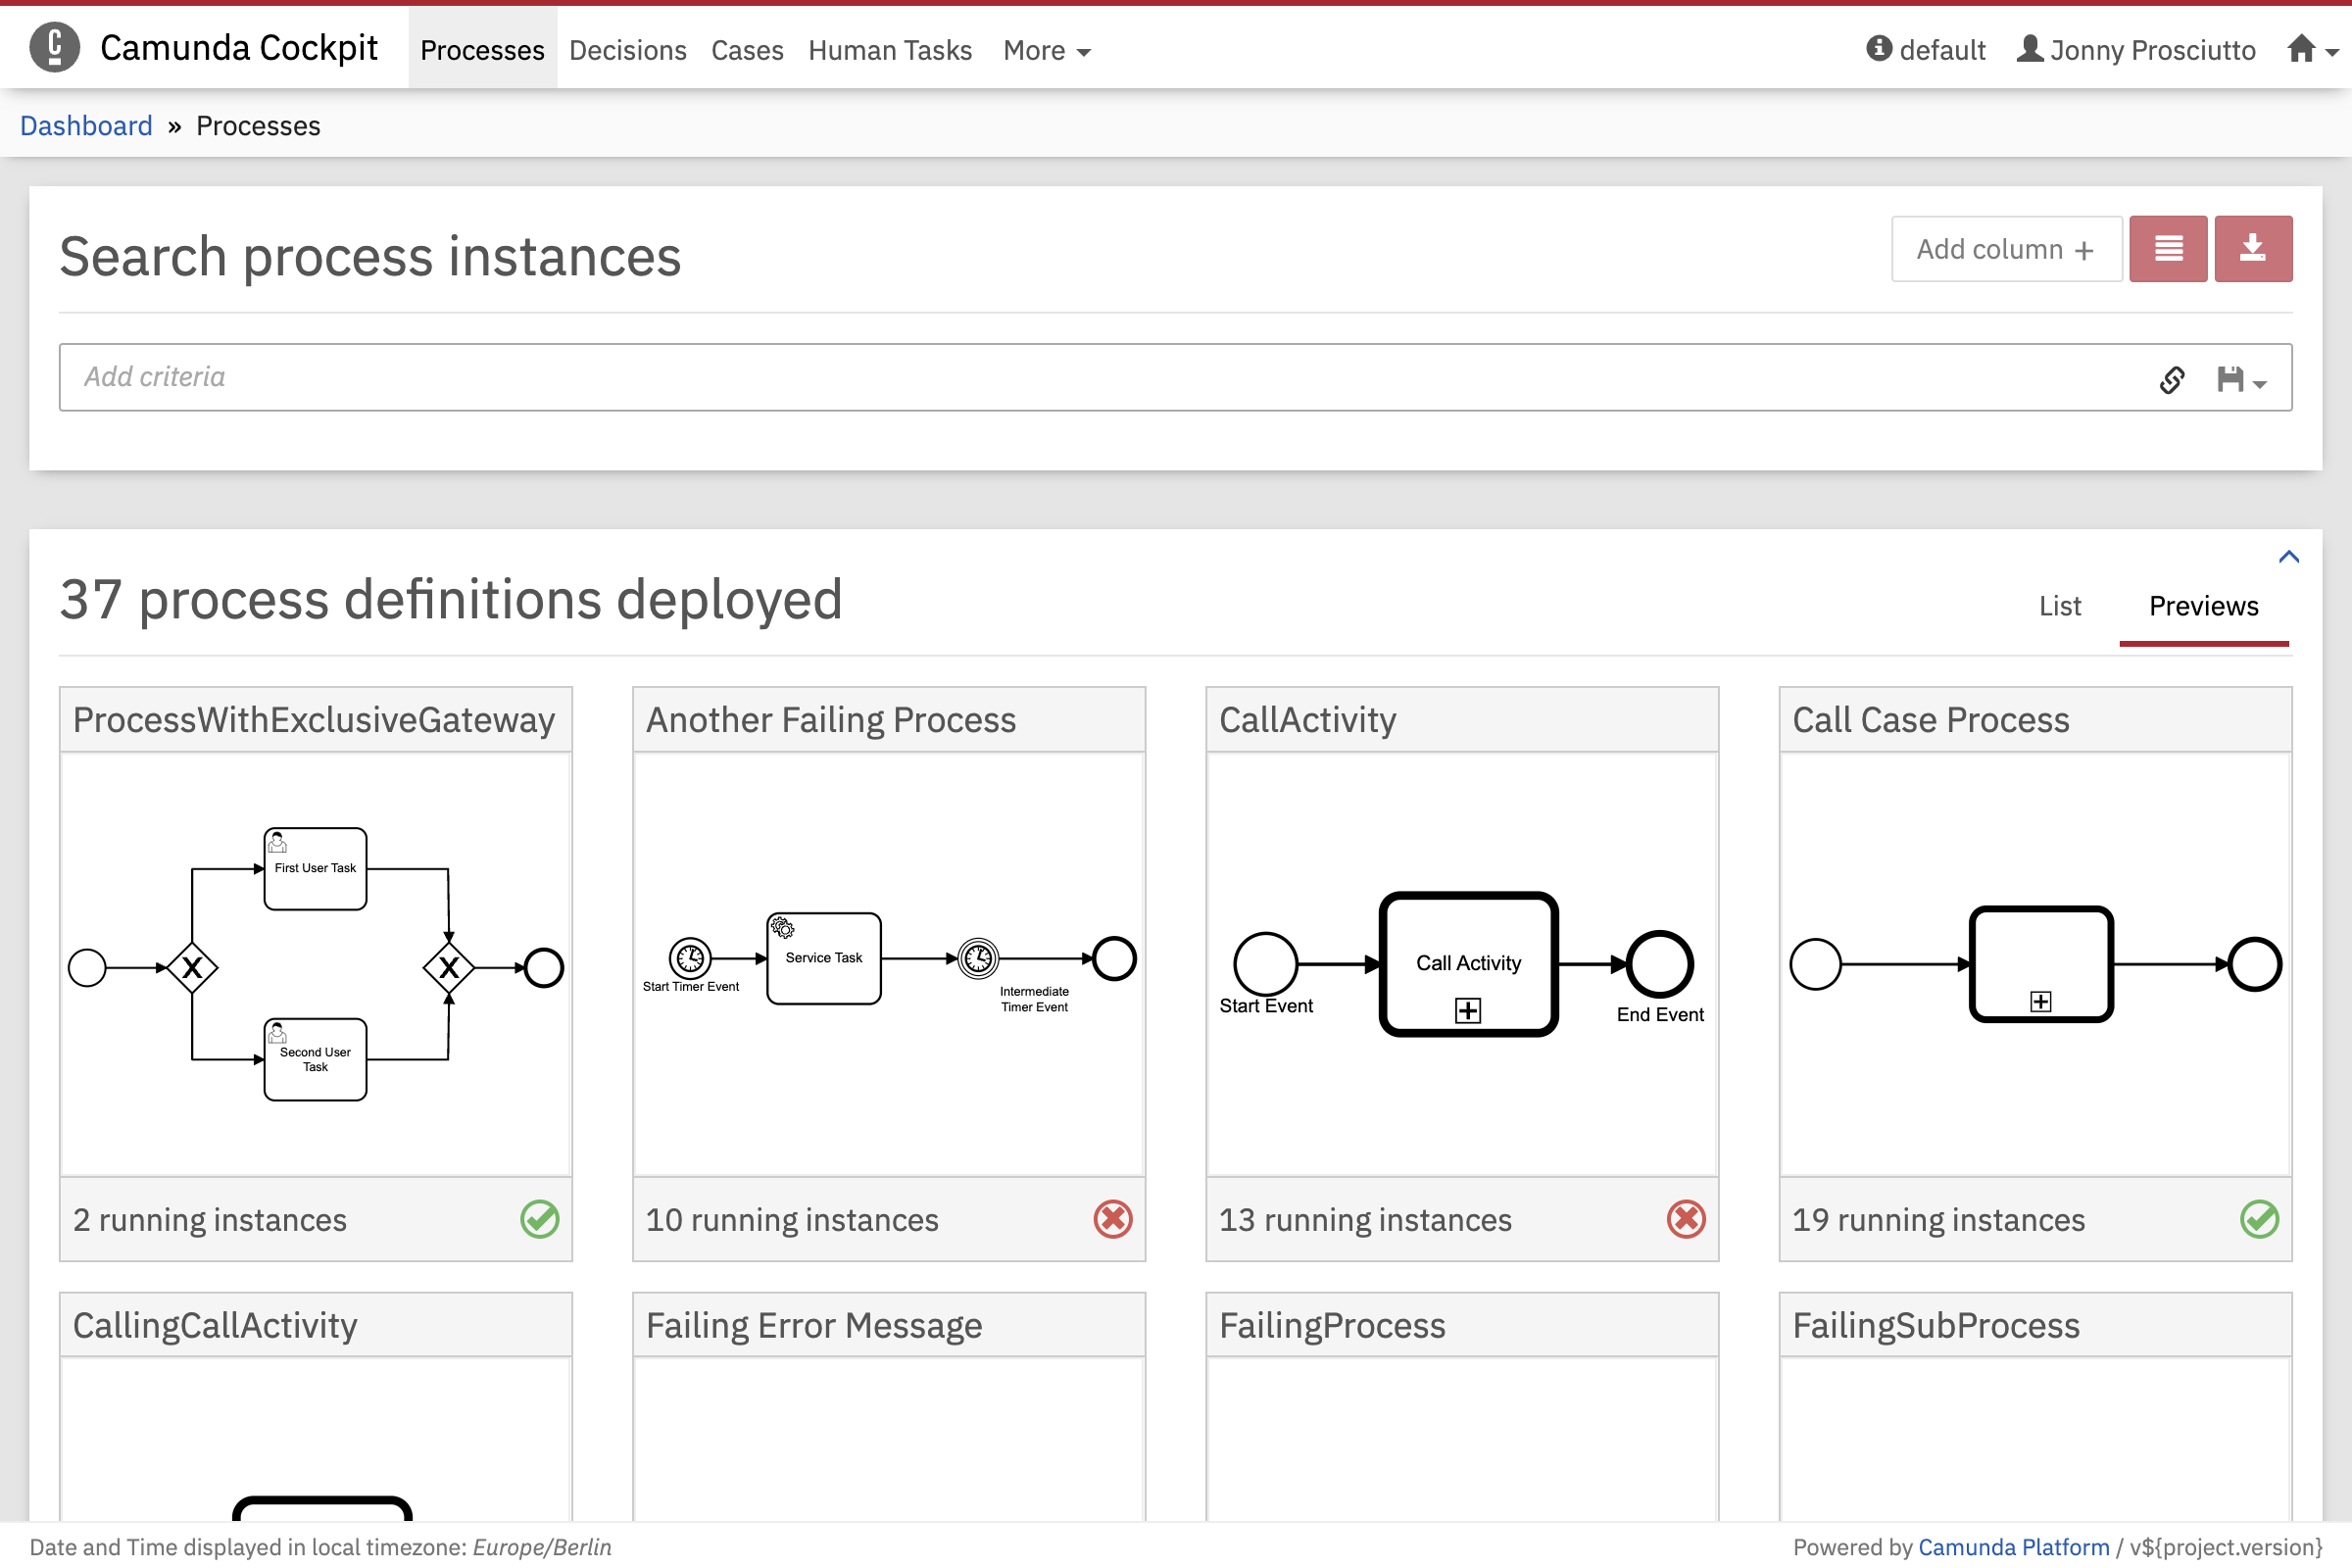 Camunda Cockpit Processes Decisions Cases Human Tasks More default Jonny Prosciutto
Dashboard » Processes
Search process instances
Add column +
Add criteria
37 process definitions deployed
List Previews
ProcessWithExclusiveGateway
First User Task
X X
Second User
Task
2 running instances
Another Failing Process
Start Timer Event
Service Task
Intermediate
Timer Event
10 running instances
CallActivity
Start Event
Call Activity
End Event
13 running instances
Call Case Process
19 running instances
CallingCallActivity
Failing Error Message
FailingProcess
FailingSubProcess
Date and Time displayed in local timezone: Europe/Berlin
Powered by Camunda Platform / v${project.version}